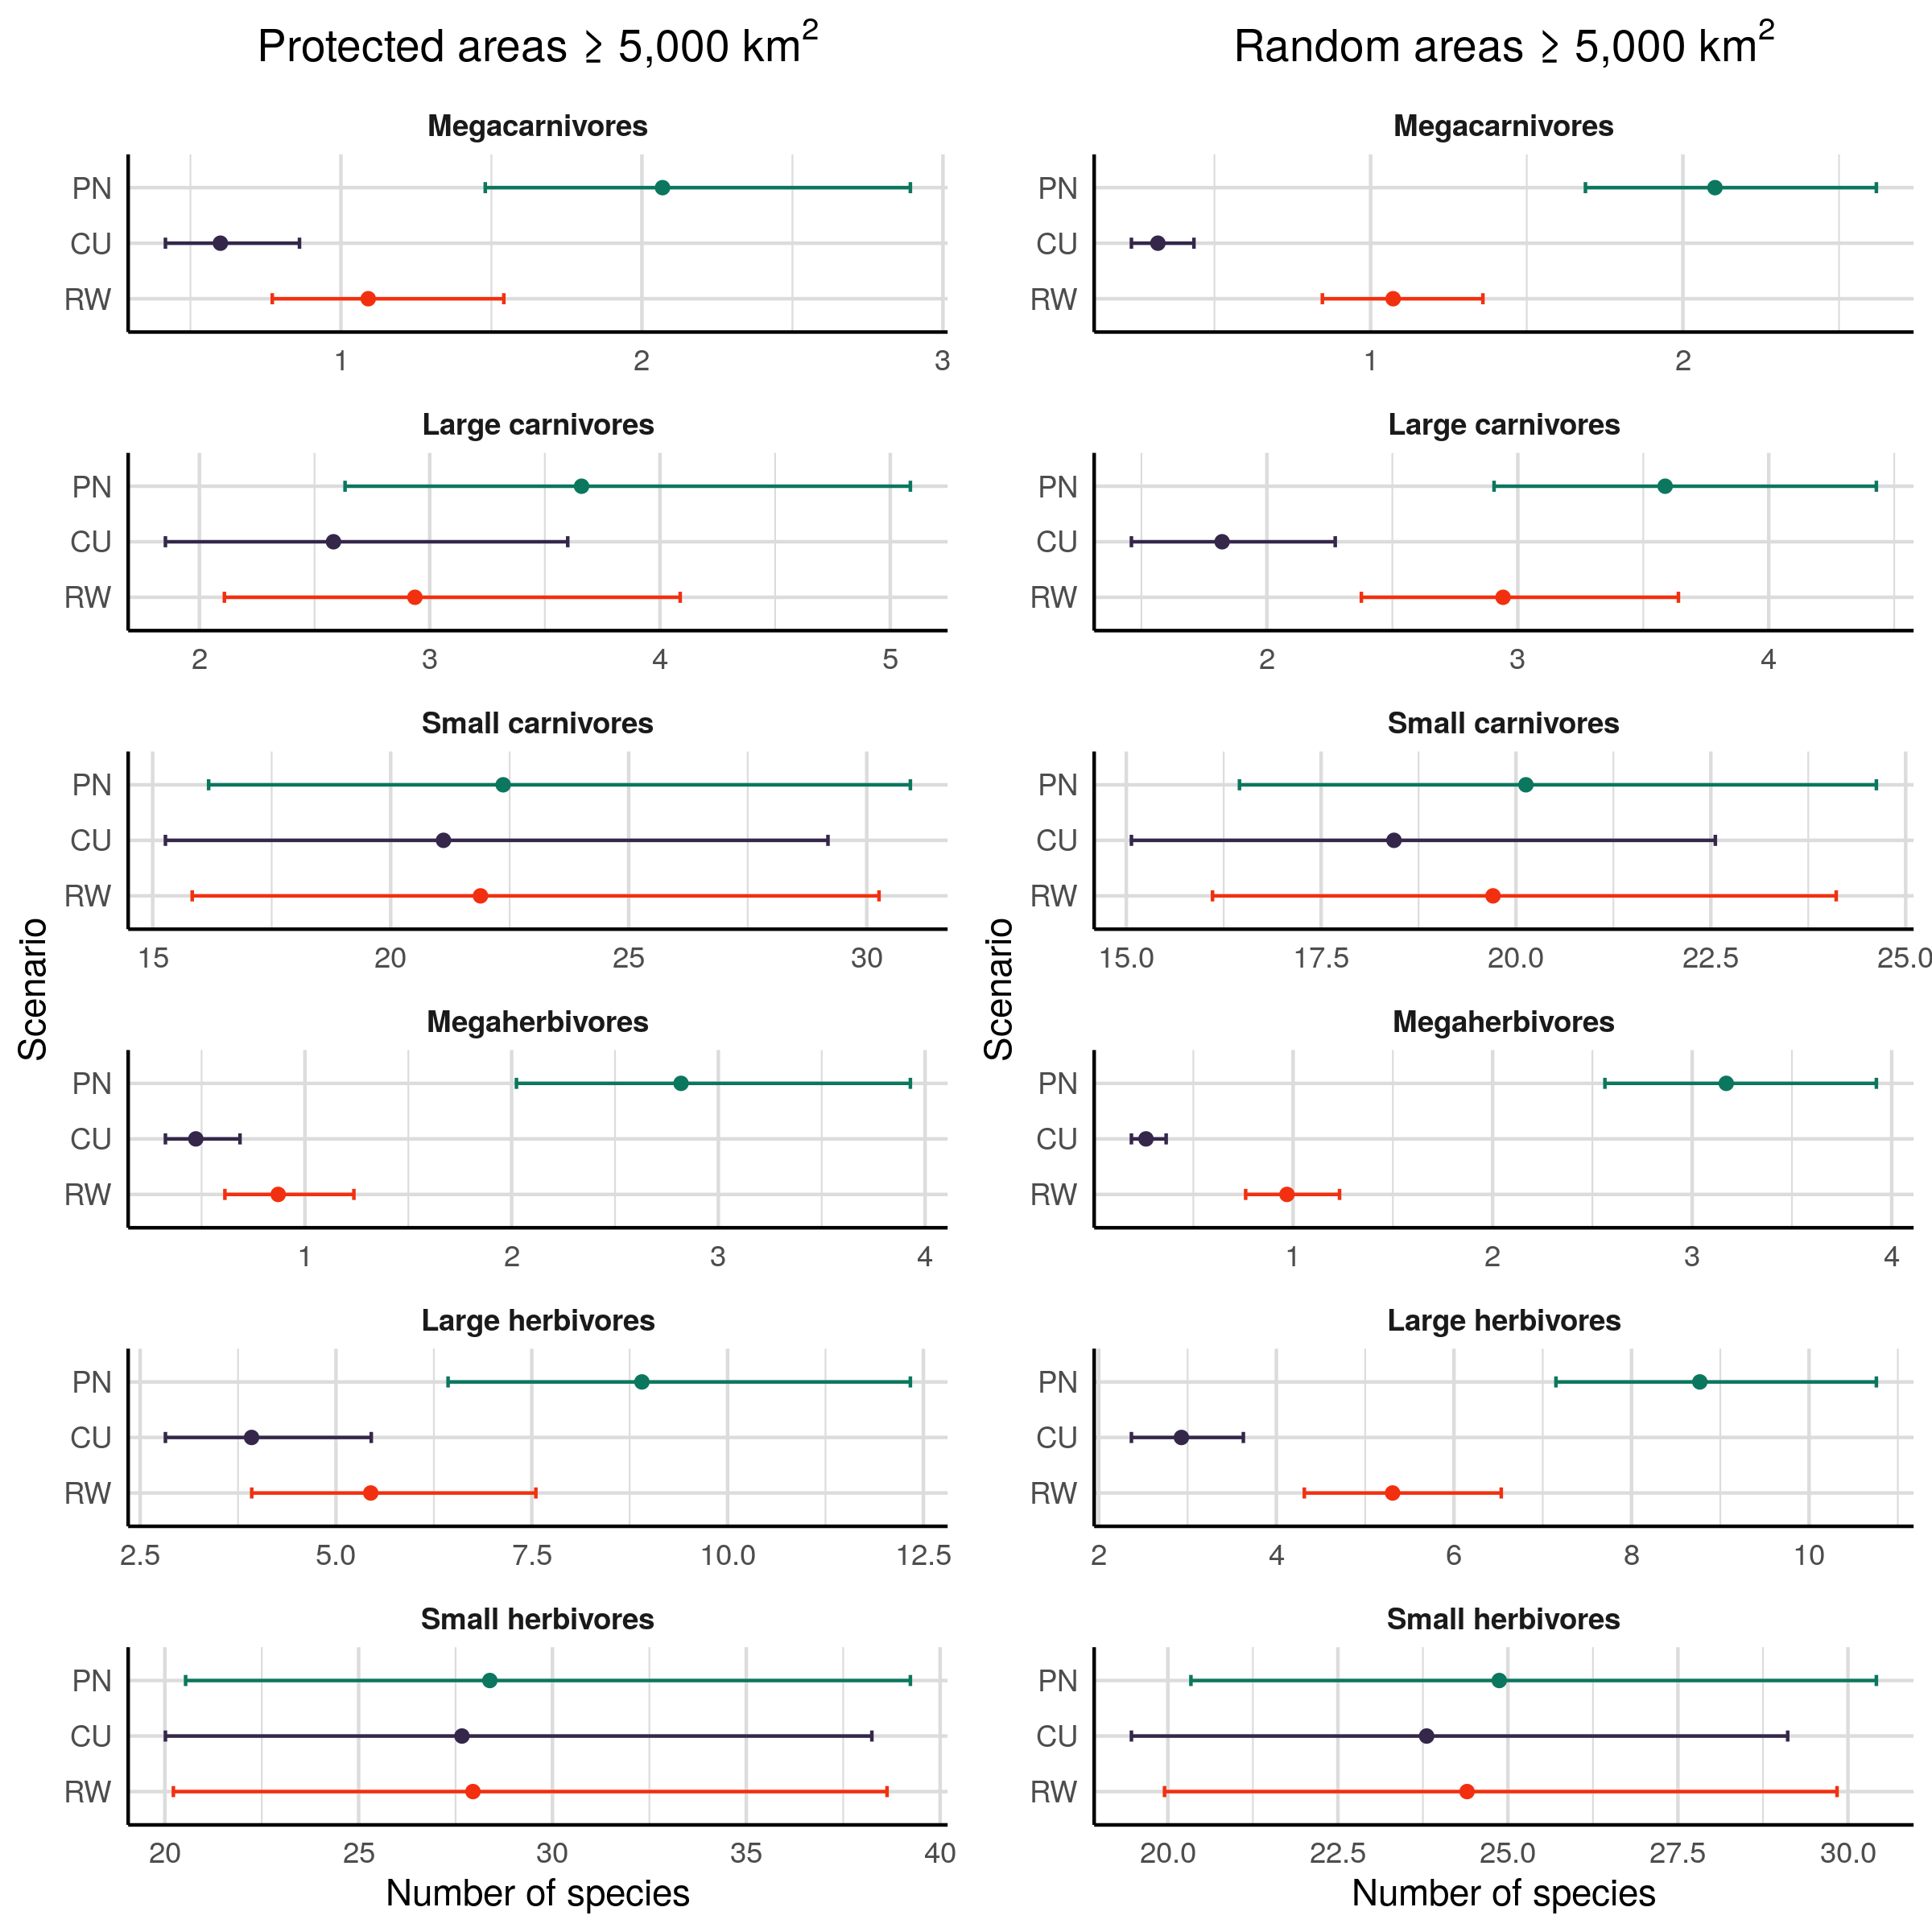 Protected areas ≥ 5,000 km²
Megacarnivores
PN
CU
RW
1 2 3
Large carnivores
PN
CU
RW
2 3 4 5
Small carnivores
PN
CU
RW
15 20 25 30
Scenario
Megaherbivores
PN
CU
RW
1 2 3 4
Large herbivores
PN
CU
RW
2.5 5.0 7.5 10.0 12.5
Small herbivores
PN
CU
RW
20 25 30 35 40
Number of species
Random areas ≥ 5,000 km²
Megacarnivores
PN
CU
RW
1 2
Large carnivores
PN
CU
RW
2 3 4
Small carnivores
PN
CU
RW
15.0 17.5 20.0 22.5 25.0
Scenario
Megaherbivores
PN
CU
RW
1 2 3 4
Large herbivores
PN
CU
RW
2 4 6 8 10
Small herbivores
PN
CU
RW
20.0 22.5 25.0 27.5 30.0
Number of species